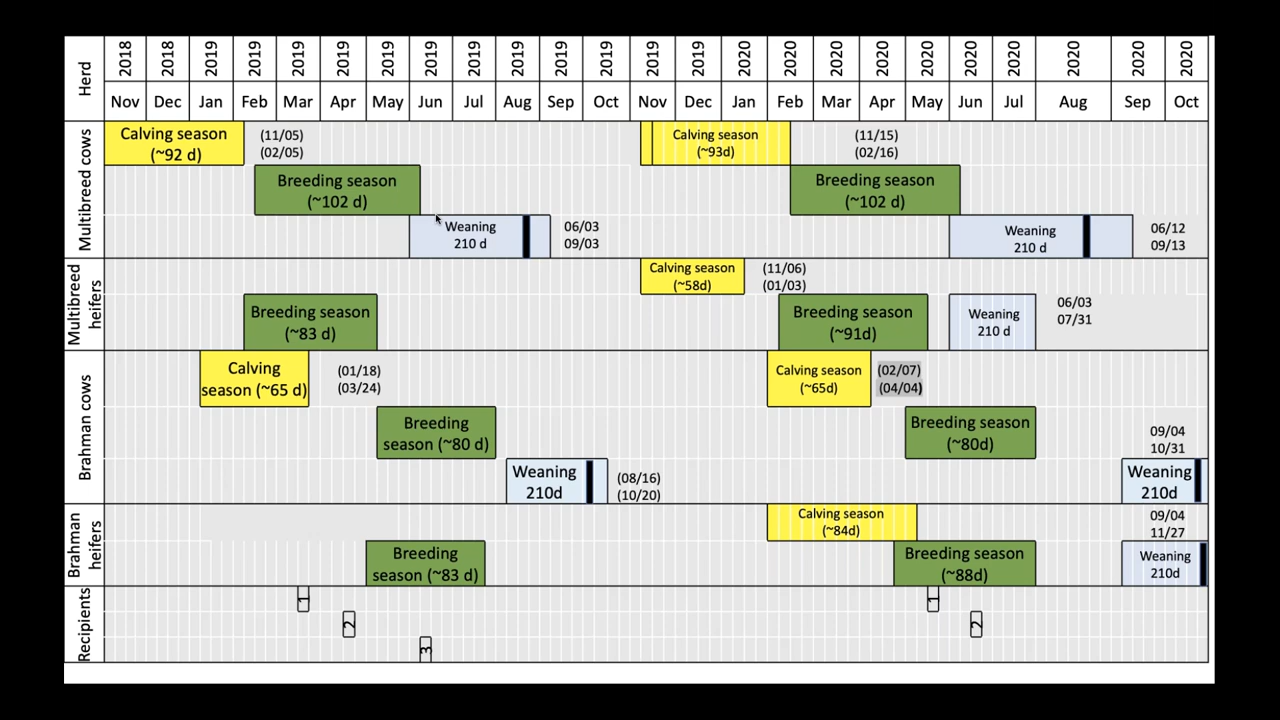 Herd
2018 2018 2019 2019 2019 2019 2019 2019 2019 2019 2019 2019 2019 2019 2020 2020 2020 2020 2020 2020 2020 2020 2020 2020
Nov Dec Jan Feb Mar Apr May Jun Jul Aug Sep Oct Nov Dec Jan Feb Mar Apr May Jun Jul Aug Sep Oct
Multibreed cows
Calving season
(~92 d)
(11/05)
(02/05)
Calving season
(~93d)
(11/15)
(02/16)
Breeding season
(~102 d)
Breeding season
(~102 d)
Weaning
210 d
06/03
09/03
Weaning
210 d
06/12
09/13
Multibreed
heifers
Calving season
(~58d)
(11/06)
(01/03)
Breeding season
(~83 d)
Breeding season
(~91d)
Weaning
210 d
06/03
07/31
Brahman cows
Calving
season (~65 d)
(01/18)
(03/24)
Calving season
(~65d)
(02/07)
(04/04)
Breeding
season (~80 d)
Breeding season
(~80d)
09/04
10/31
Weaning
210d
(08/16)
(10/20)
Weaning
210d
Brahman
heifers
Calving season
(~84d)
09/04
11/27
Breeding
season (~83 d)
Breeding season
(~88d)
Weaning
210d
Recipients
1
1
2
2
3